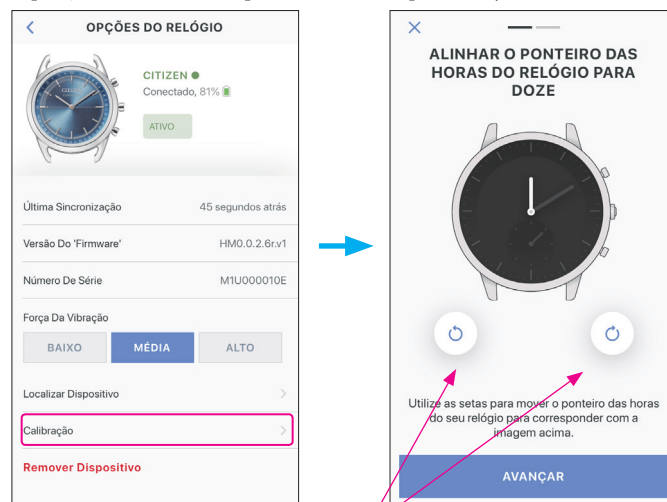 OPÇÕES DO RELÓGIO
CITIZEN
Conectado, 81%
ATIVO
Última Sincronização 45 segundos atrás
Versão Do 'Firmware' HM0.0.2.6r.v1
Número De Série M1U000010E
Força Da Vibração
BAIXO MÉDIA ALTO
Localizar Dispositivo
Calibração
Remover Dispositivo
ALINHAR O PONTEIRO DAS
HORAS DO RELÓGIO PARA
DOZE
Utilize as setas para mover o ponteiro das horas
do seu relógio para corresponder com a
imagem acima.
AVANÇAR